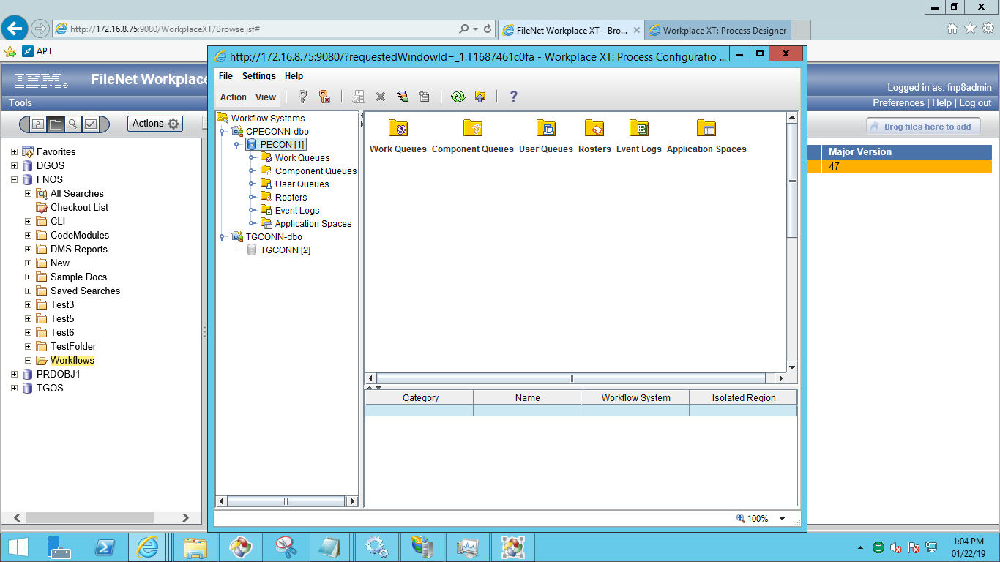 http://172.16.8.75:9080/WorkplaceXT/Browse.jsf#
FileNet Workplace XT - Bro...
Workplace XT: Process Designer
APT
http://172.16.8.75:9080/?requestedWindowId=_1.T1687461c0fa - Workplace XT: Process Configuratio ...
IBM
FileNet Workplace
Logged in as: fnp8admin
Tools
Preferences | Help | Log out
Actions
Drag files here to add
File Settings Help
Action View
Favorites
DGOS
FNOS
All Searches
Checkout List
CLI
CodeModules
DMS Reports
New
Sample Docs
Saved Searches
Test3
Test5
Test6
TestFolder
Workflows
PRDOBJ1
TGOS
Workflow Systems
CPECONN-dbo
PECON [1]
Work Queues
Component Queues
User Queues
Rosters
Event Logs
Application Spaces
TGCONN-dbo
TGCONN [2]
Work Queues Component Queues User Queues Rosters Event Logs Application Spaces
Major Version
47
Category Name Workflow System Isolated Region
100%
1:04 PM
01/22/19